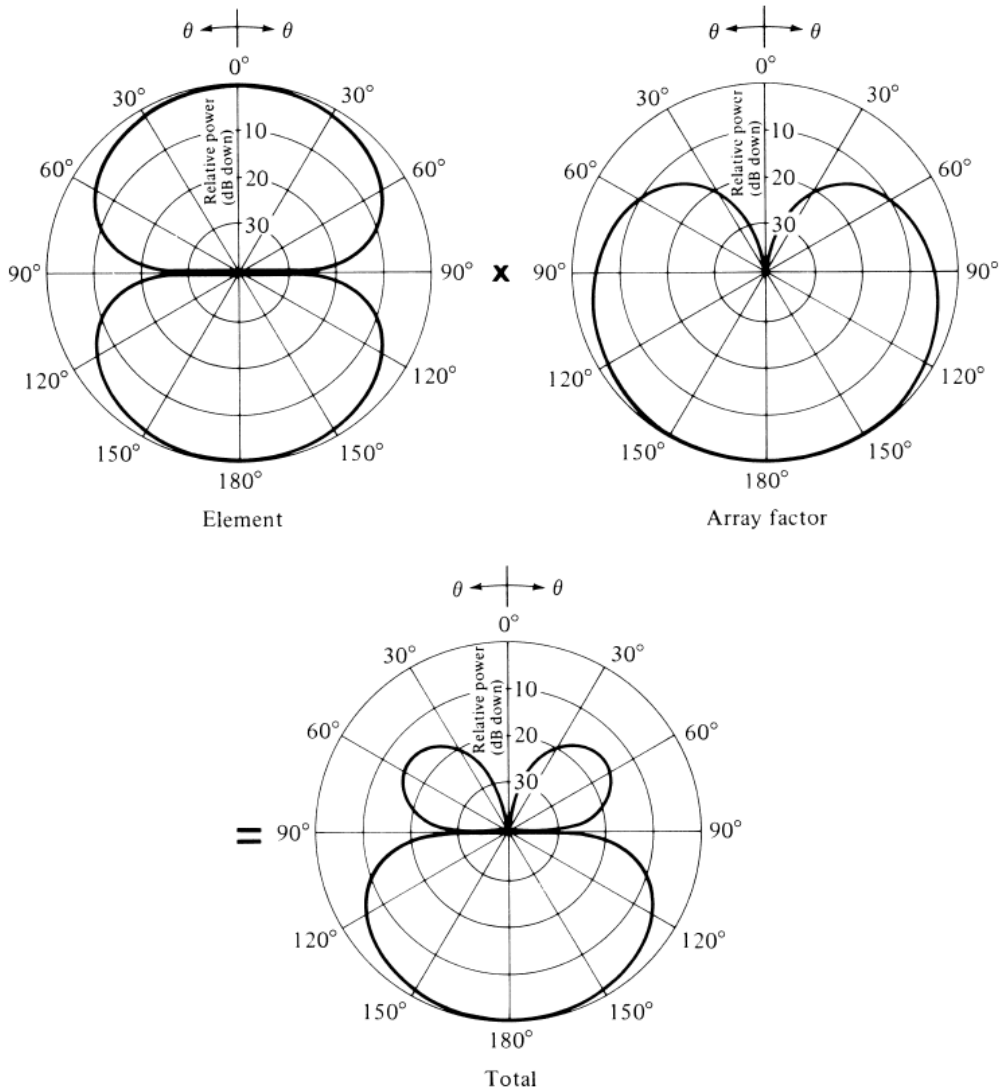 θ θ
0°
30° 30°
60° 60°
90° 90°
120° 120°
150° 150°
180°
Relative power
(dB down)
10
20
30
Element
x
θ θ
0°
30° 30°
60° 60°
90° 90°
120° 120°
150° 150°
180°
Relative power
(dB down)
10
20
30
Array factor
=
θ θ
0°
30° 30°
60° 60°
90° 90°
120° 120°
150° 150°
180°
Relative power
(dB down)
10
20
30
Total